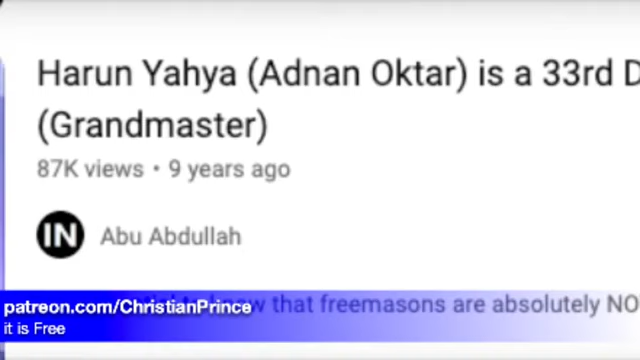 Harun Yahya (Adnan Oktar) is a 33rd
(Grandmaster)
87K views • 9 years ago
IN Abu Abdullah
that freemasons are absolutely
patreon.com/ChristianPrince
it is Free